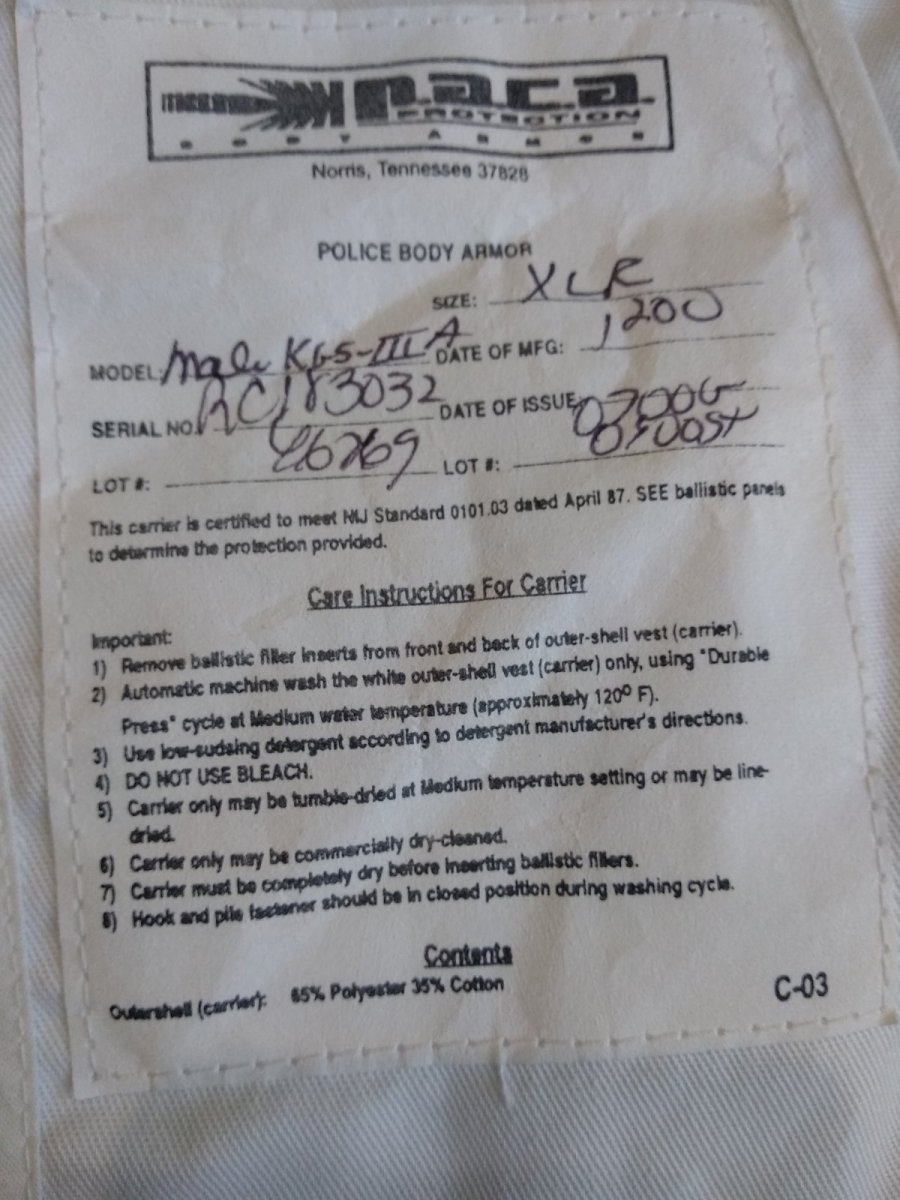 p.a.c.a.
PROTECTION
BODY ARMOR
Norris, Tennessee 37828
POLICE BODY ARMOR
SIZE: XLR
MODEL: Male KGS-IIIA DATE OF MFG: 1200
SERIAL NO. DATE OF ISSUE
LOT #: LOT #:
This carrier is certified to meet NIJ Standard 0101.03 dated April 87. SEE ballistic panels
to determine the protection provided.
Care Instructions For Carrier
Important:
1) Remove ballistic filler inserts from front and back of outer-shell vest (carrier).
2) Automatic machine wash the white outer-shell vest (carrier) only, using "Durable
Press" cycle at Medium water temperature (approximately 120º F).
3) Use low-sudsing detergent according to detergent manufacturer's directions.
4) DO NOT USE BLEACH.
5) Carrier only may be tumble-dried at Medium temperature setting or may be line-
dried.
6) Carrier only may be commercially dry-cleaned.
7) Carrier must be completely dry before inserting ballistic fillers.
8) Hook and pile fastener should be in closed position during washing cycle.
Contents
Outershell (carrier): 65% Polyester 35% Cotton
C-03